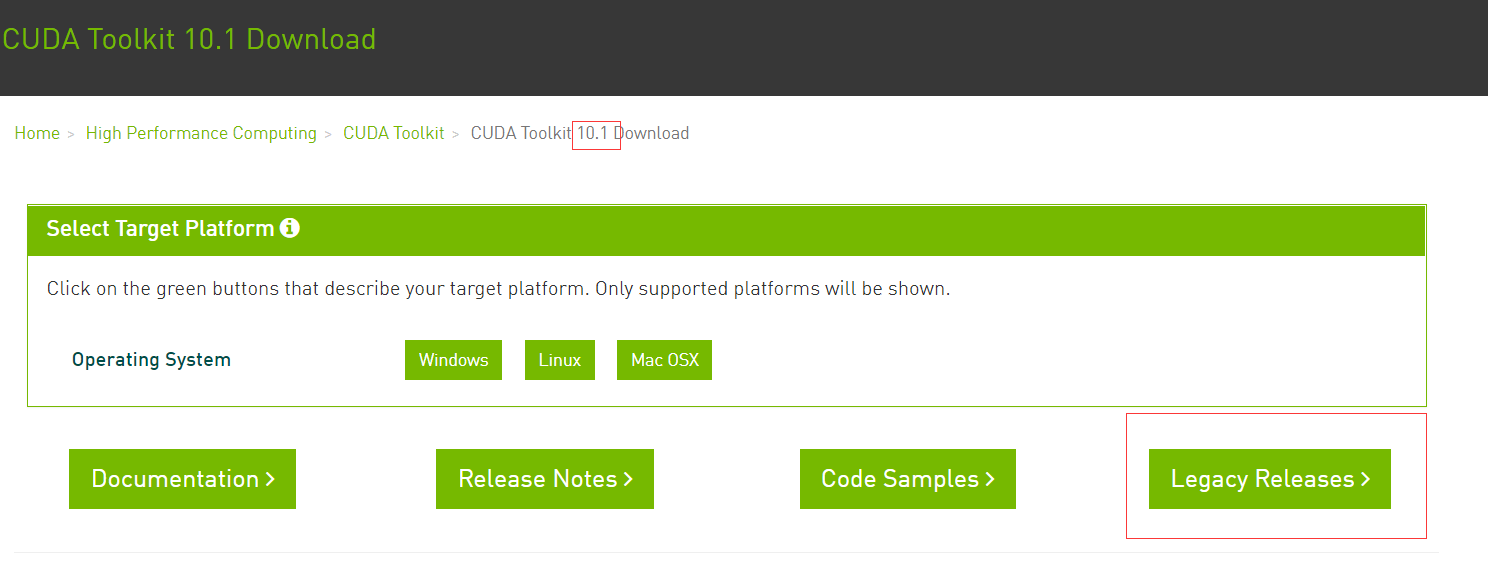 CUDA Toolkit 10.1 Download
Home > High Performance Computing > CUDA Toolkit > CUDA Toolkit 10.1 Download
Select Target Platform
Click on the green buttons that describe your target platform. Only supported platforms will be shown.
Operating System Windows Linux Mac OSX
Documentation > Release Notes > Code Samples > Legacy Releases >